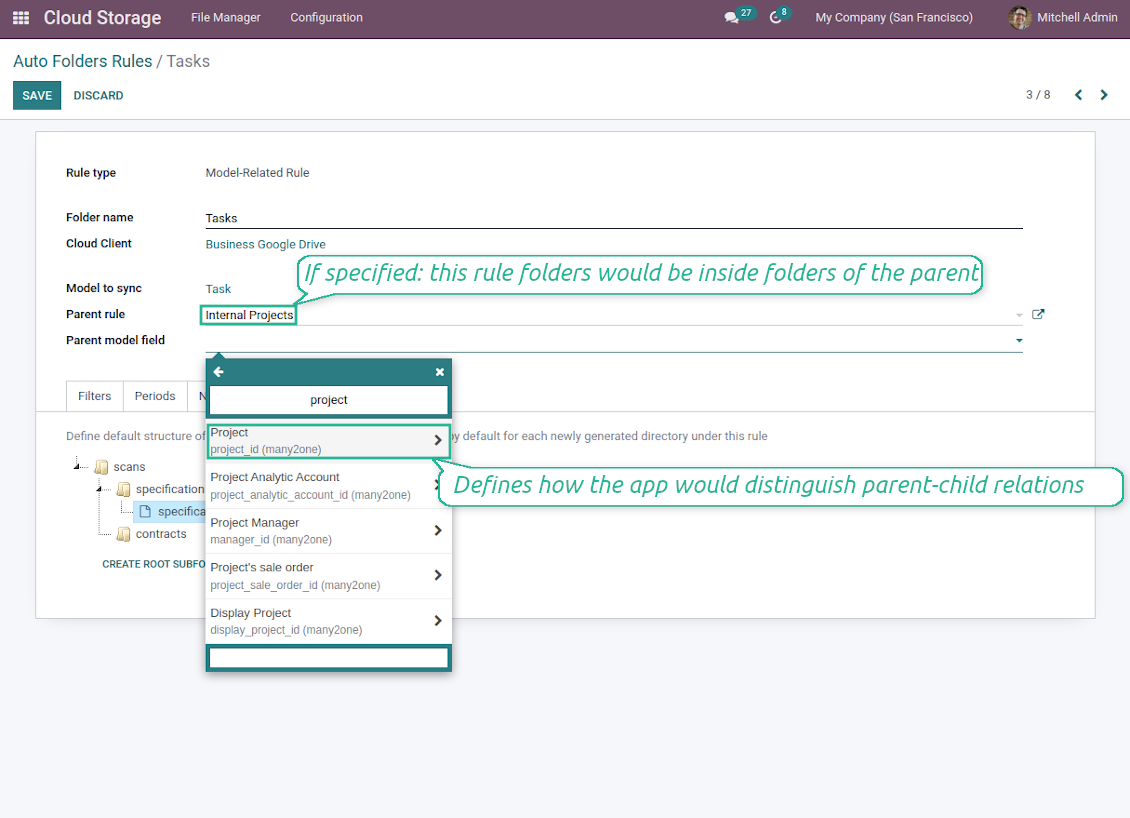 Cloud Storage File Manager Configuration 27 8 My Company (San Francisco) Mitchell Admin
Auto Folders Rules / Tasks
SAVE DISCARD 3 / 8
Rule type Model-Related Rule
Folder name Tasks
Cloud Client Business Google Drive
If specified: this rule folders would be inside folders of the parent
Model to sync Task
Parent rule Internal Projects
Parent model field
project
Filters Periods N
Define default structure of
by default for each newly generated directory under this rule
Project
project_id (many2one)
Project Analytic Account
project_analytic_account_id (many2one)
Project Manager
manager_id (many2one)
Project's sale order
project_sale_order_id (many2one)
Display Project
display_project_id (many2one)
Defines how the app would distinguish parent-child relations
scans
specification
specifica
contracts
CREATE ROOT SUBFO